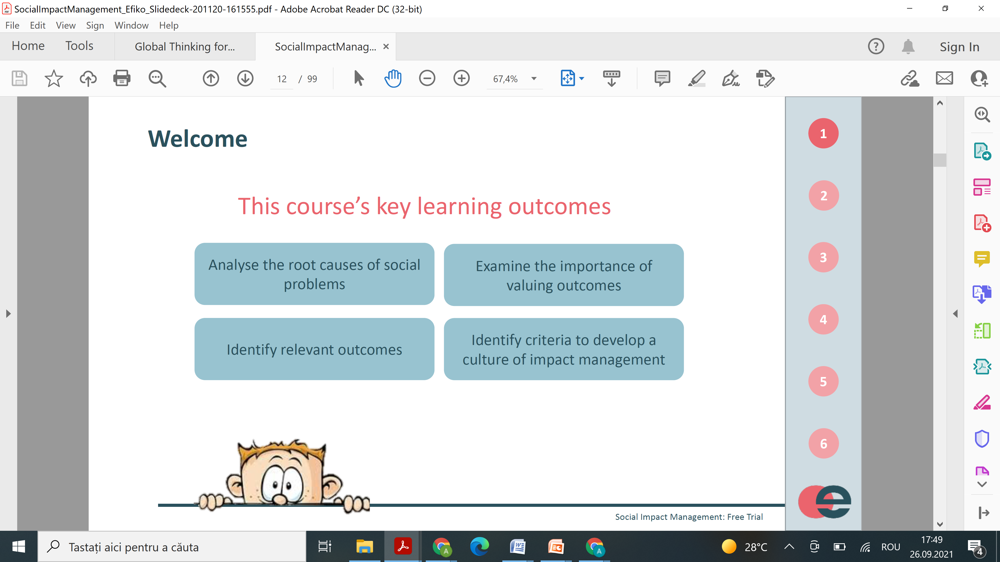 SocialImpactManagement_Efiko_Slidedeck-201120-161555.pdf - Adobe Acrobat Reader DC (32-bit)
File Edit View Sign Window Help
Home Tools Global Thinking for... SocialImpactManag... Sign In
12 / 99 67,4%
Welcome
This course’s key learning outcomes
Analyse the root causes of social
problems
Examine the importance of
valuing outcomes
Identify relevant outcomes
Identify criteria to develop a
culture of impact management
1
2
3
4
5
6
Social Impact Management: Free Trial
Tastați aici pentru a căuta
28°C
ROU
17:49
26.09.2021
4